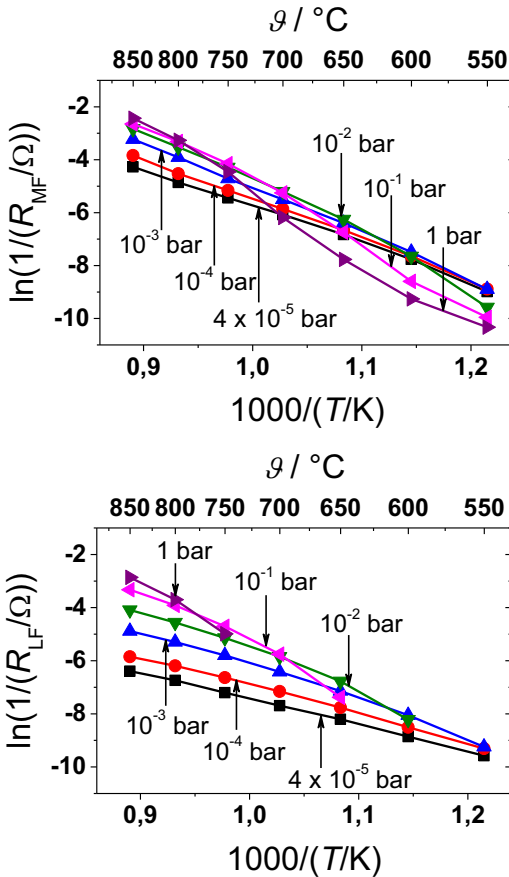 ϑ / °C
850 800 750 700 650 600 550
-2
-4
-6
-8
-10
ln(1/(R_MF/Ω))
10⁻² bar
10⁻¹ bar
1 bar
10⁻³ bar
10⁻⁴ bar
4 x 10⁻⁵ bar
0,9 1,0 1,1 1,2
1000/(T/K)
ϑ / °C
850 800 750 700 650 600 550
-2
-4
-6
-8
-10
ln(1/(R_LF/Ω))
1 bar
10⁻¹ bar
10⁻² bar
10⁻³ bar
10⁻⁴ bar
4 x 10⁻⁵ bar
0,9 1,0 1,1 1,2
1000/(T/K)